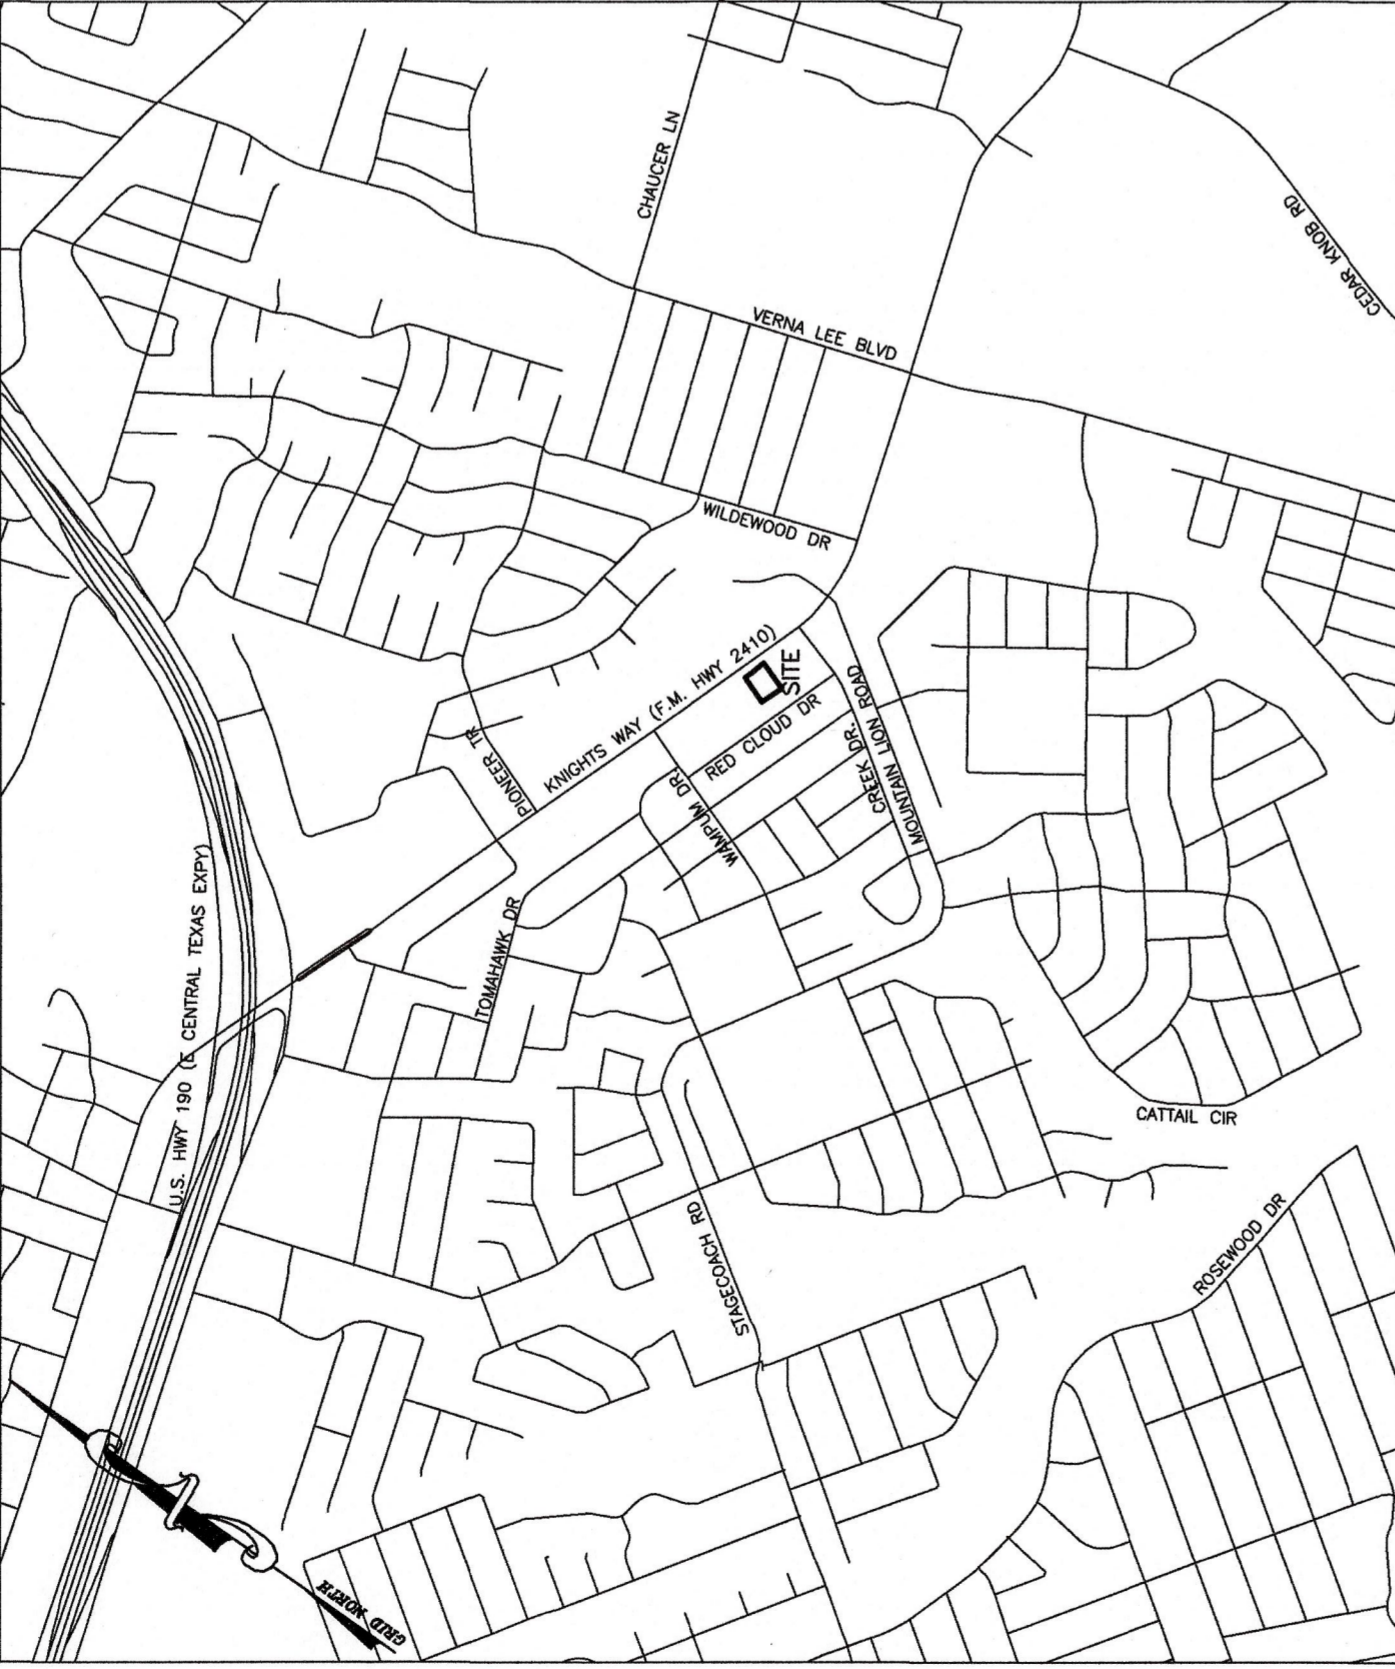 CHAUCER LN
CEDAR KNOB RD
VERNA LEE BLVD
WILDEWOOD DR
KNIGHTS WAY (F.M. HWY 2410)
SITE
RED CLOUD DR
PIONEER TR
WAMPUM DR.
CREEK DR.
MOUNTAIN LION ROAD
TOMAHAWK DR
U.S. HWY 190 (E CENTRAL TEXAS EXPY)
CATTAIL CIR
STAGECOACH RD
ROSEWOOD DR
GRID NORTH